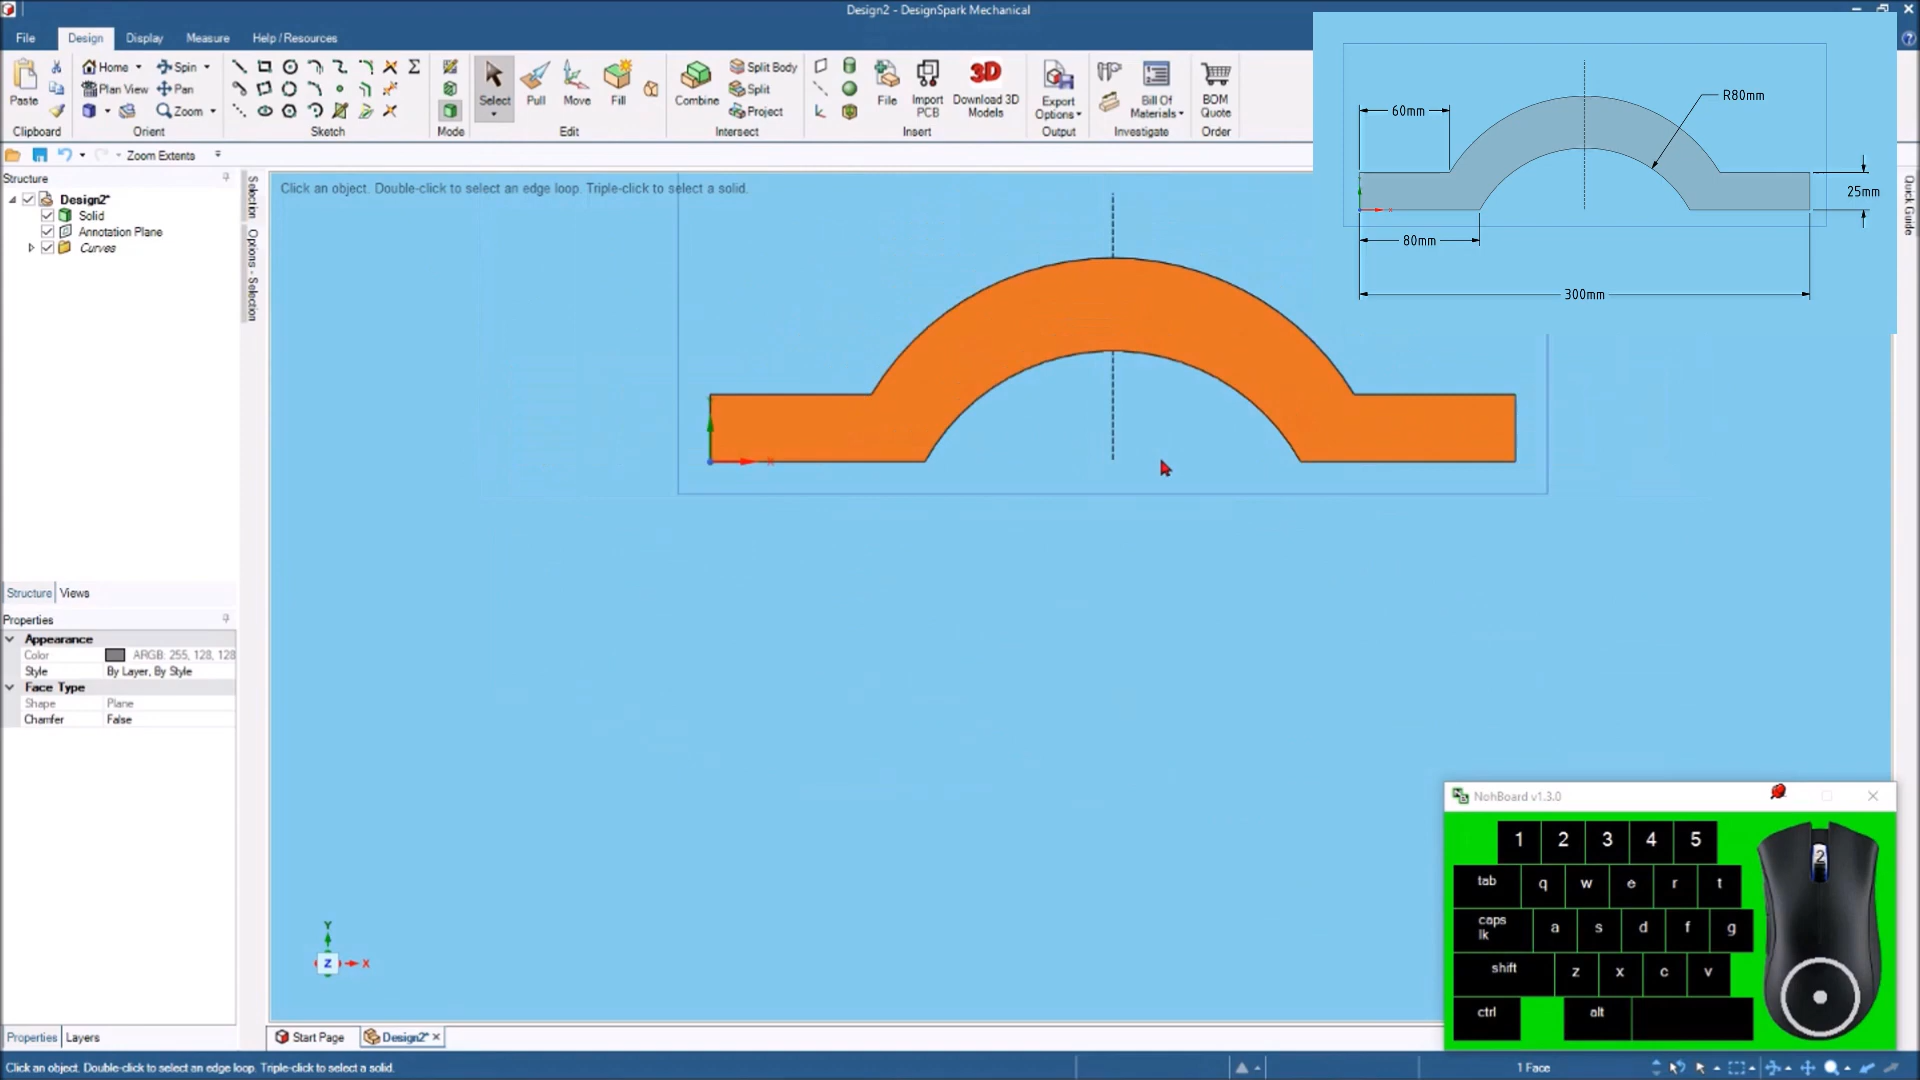 Design2 - DesignSpark Mechanical
File Design Display Measure Help / Resources
Paste
Home Spin
Plan View Pan
Zoom
Select Pull Move Fill
Combine
Split Body
Split
Project
File Import PCB Download 3D Models
3D
Export Options
Bill Of Materials
BOM Quote
Clipboard Orient Sketch Mode Edit Intersect Insert Output Investigate Order
Zoom Extents
Structure
Design2*
Solid
Annotation Plane
Curves
Selection
Options - Selection
Quick Guide
Click an object. Double-click to select an edge loop. Triple-click to select a solid.
R80mm
60mm
25mm
80mm
300mm
X
Structure Views
Properties
Appearance
Color ARGB: 255, 128, 128
Style By Layer, By Style
Face Type
Shape Plane
Chamfer False
Y
Z X
NohBoard v1.3.0
1 2 3 4 5
tab q w e r t
caps lk a s d f g
shift z x c v
ctrl alt
2
Properties Layers
Start Page Design2*
Click an object. Double-click to select an edge loop. Triple-click to select a solid.
1 Face